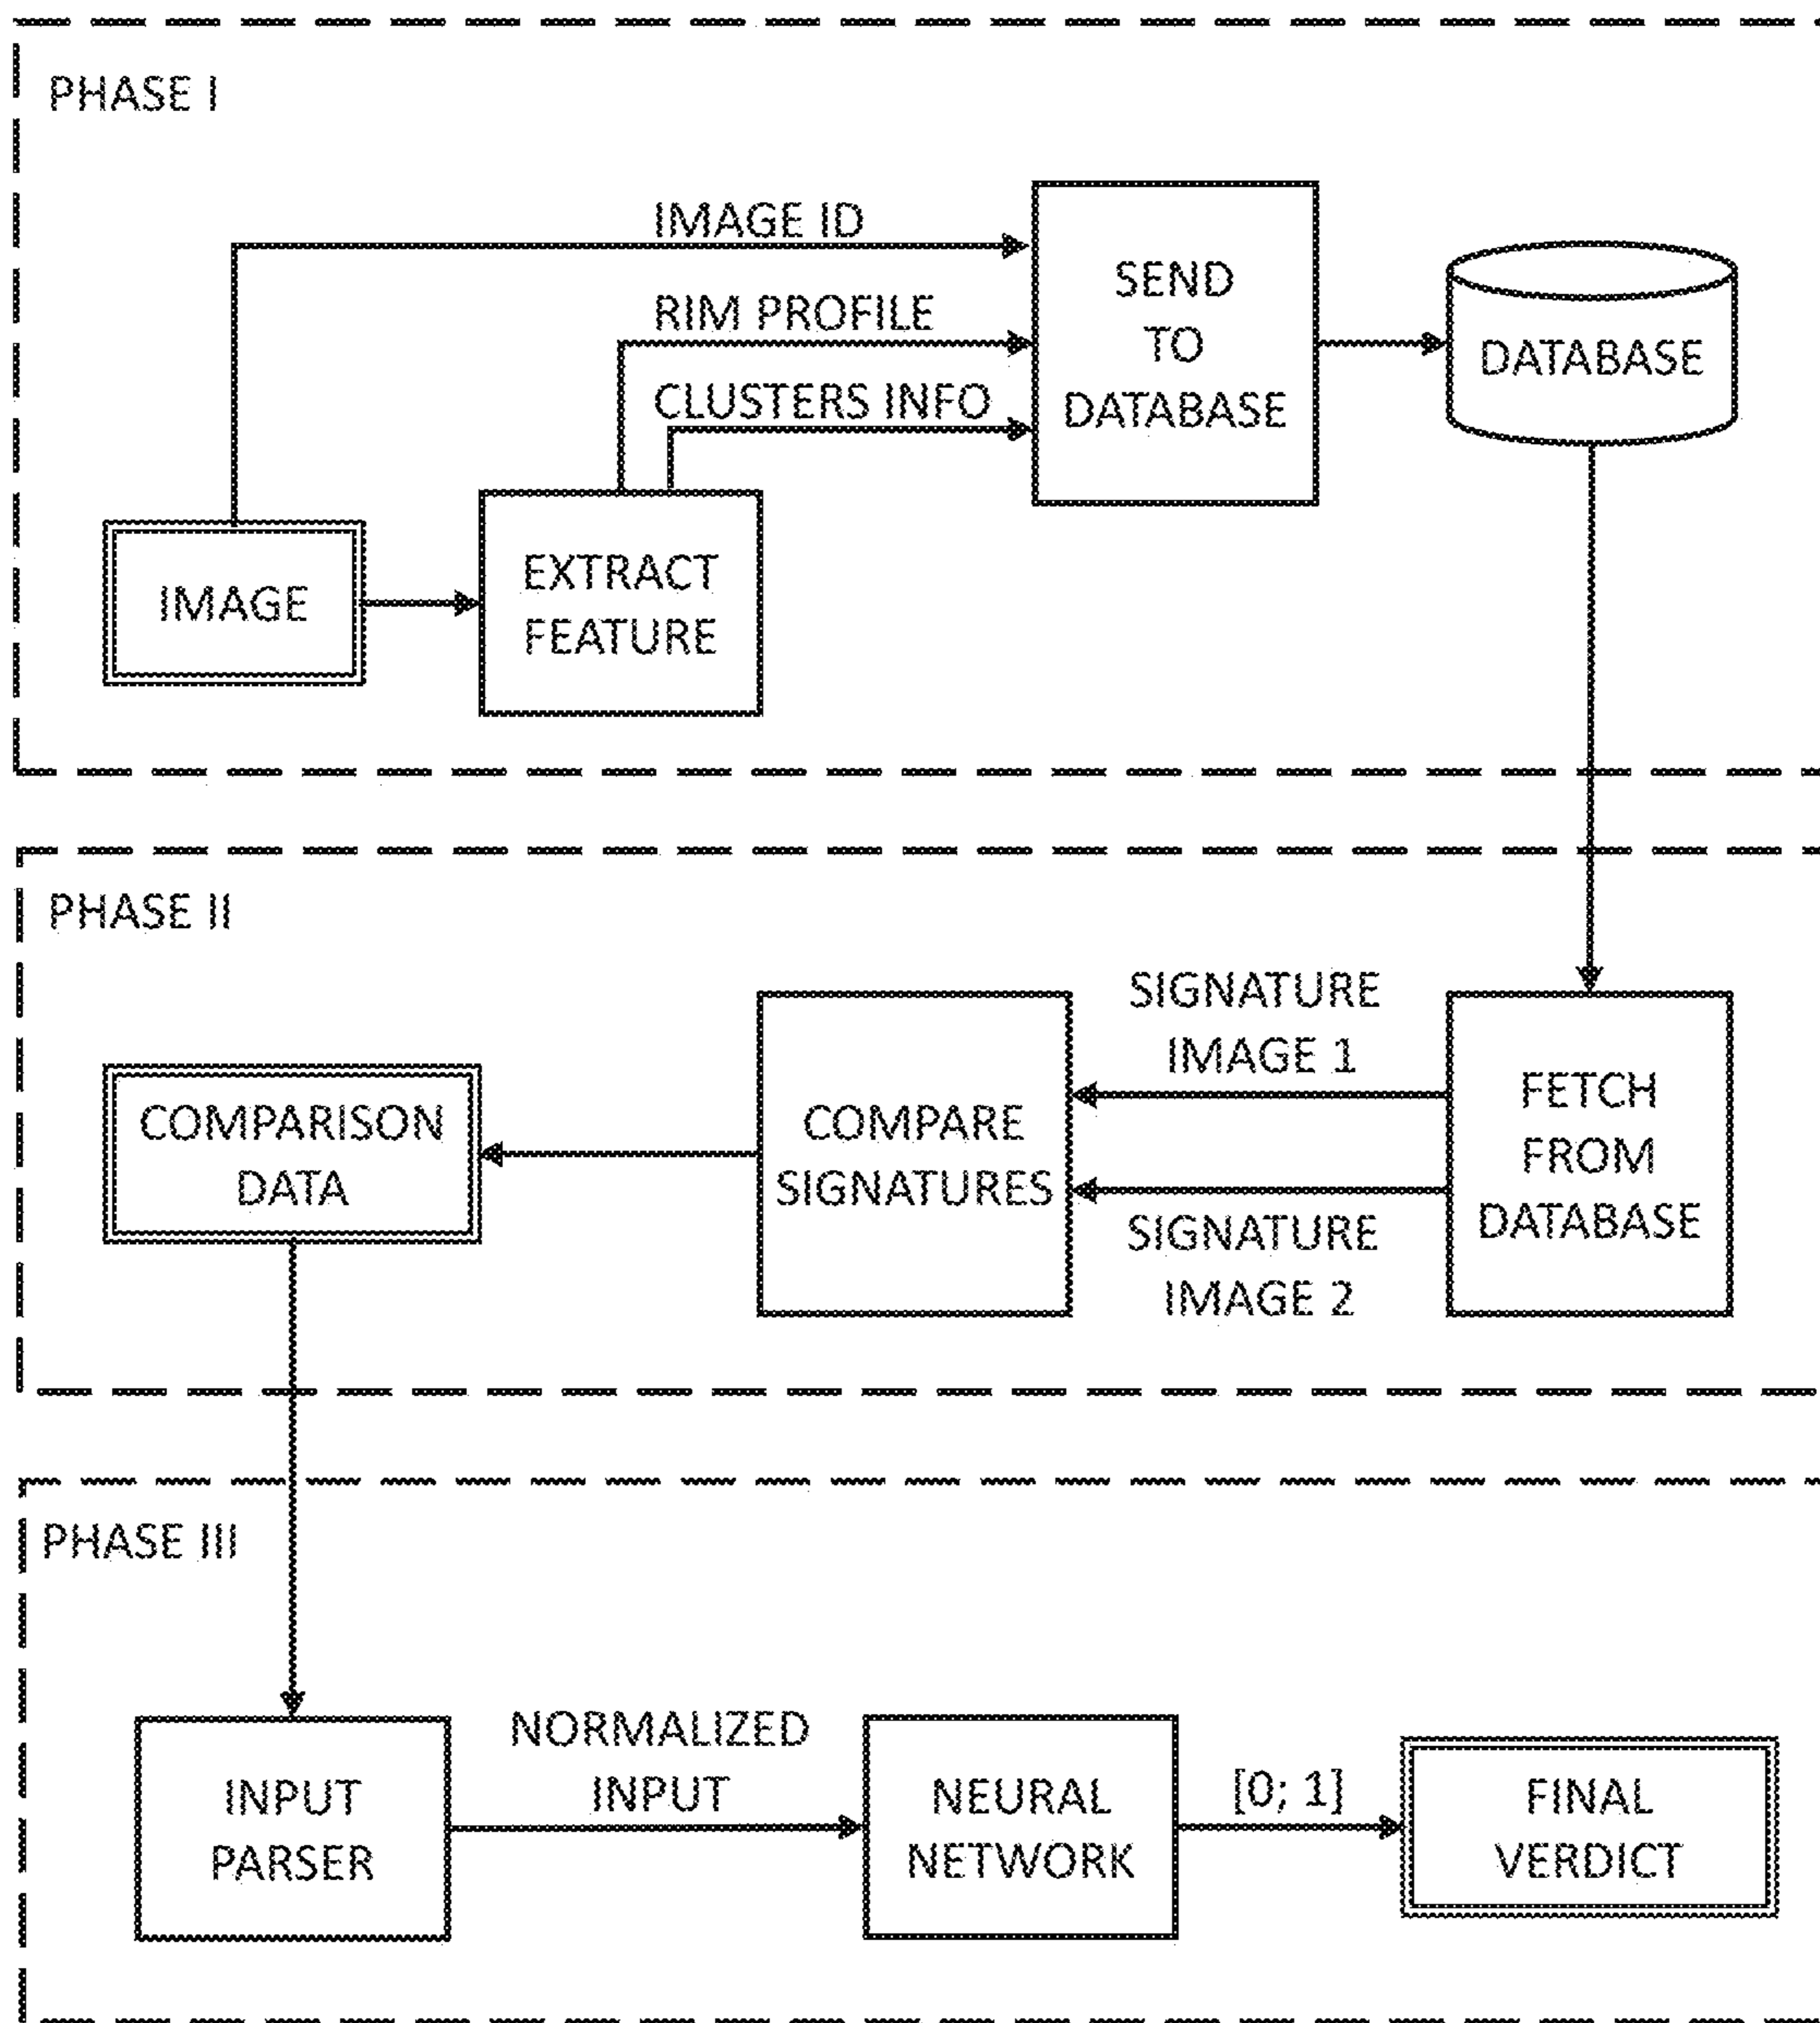 PHASE I
IMAGE ID
RIM PROFILE
CLUSTERS INFO
SEND
TO
DATABASE
DATABASE
IMAGE
EXTRACT
FEATURE
PHASE II
SIGNATURE
IMAGE 1
COMPARISON
DATA
COMPARE
SIGNATURES
FETCH
FROM
DATABASE
SIGNATURE
IMAGE 2
PHASE III
INPUT
PARSER
NORMALIZED
INPUT
NEURAL
NETWORK
[0; 1]
FINAL
VERDICT